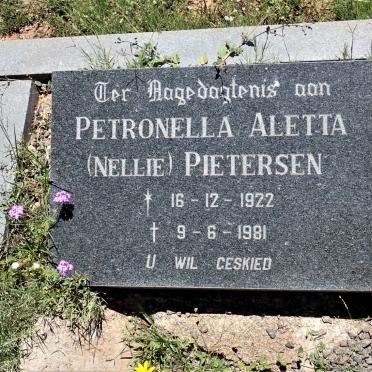 Ter Nagedagtenis aan
PETRONELLA ALETTA
(NELLIE) PIETERSEN
* 16 - 12 - 1922
† 9 - 6 - 1981
U WIL GESKIED